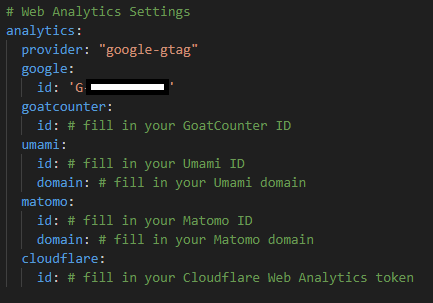 # Web Analytics Settings
analytics:
provider: "google-gtag"
google:
id: 'G-'
goatcounter:
id: # fill in your GoatCounter ID
umami:
id: # fill in your Umami ID
domain: # fill in your Umami domain
matomo:
id: # fill in your Matomo ID
domain: # fill in your Matomo domain
cloudflare:
id: # fill in your Cloudflare Web Analytics token